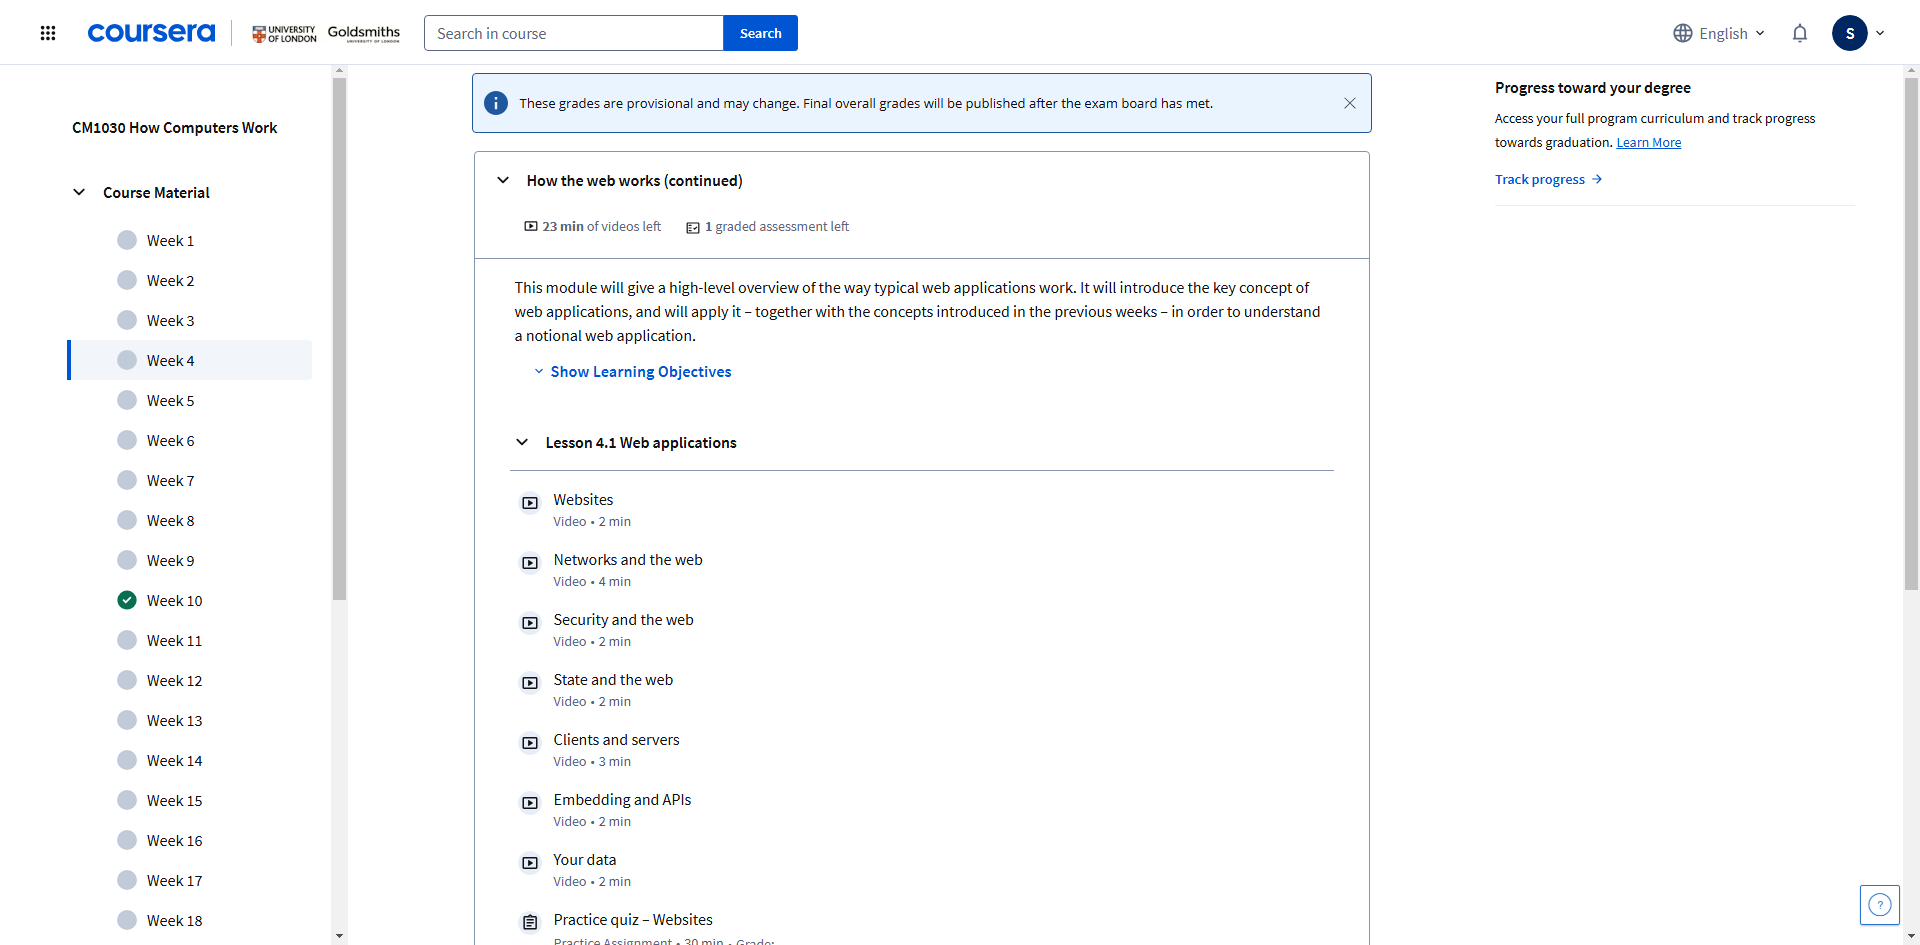 coursera
UNIVERSITY
OF LONDON
Goldsmiths
UNIVERSITY OF LONDON
Search in course
Search
English
S
CM1030 How Computers Work
Course Material
Week 1
Week 2
Week 3
Week 4
Week 5
Week 6
Week 7
Week 8
Week 9
Week 10
Week 11
Week 12
Week 13
Week 14
Week 15
Week 16
Week 17
Week 18
These grades are provisional and may change. Final overall grades will be published after the exam board has met.
How the web works (continued)
23 min of videos left
1 graded assessment left
This module will give a high-level overview of the way typical web applications work. It will introduce the key concept of
web applications, and will apply it – together with the concepts introduced in the previous weeks – in order to understand
a notional web application.
Show Learning Objectives
Lesson 4.1 Web applications
Websites
Video • 2 min
Networks and the web
Video • 4 min
Security and the web
Video • 2 min
State and the web
Video • 2 min
Clients and servers
Video • 3 min
Embedding and APIs
Video • 2 min
Your data
Video • 2 min
Practice quiz – Websites
Practice Assignment • 30 min • Grade:
Progress toward your degree
Access your full program curriculum and track progress
towards graduation. Learn More
Track progress →
?